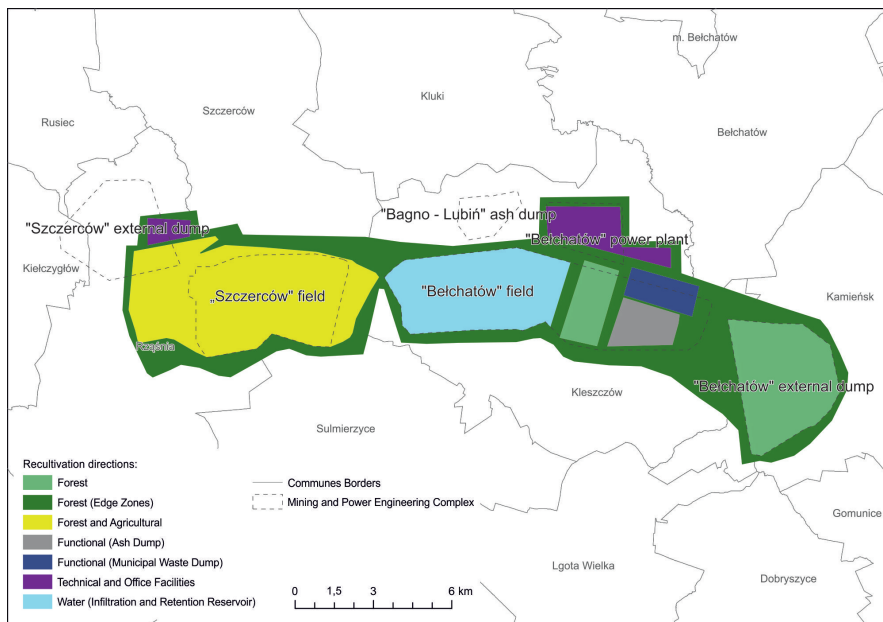 m. Bełchatów
Kluki
Szczerców
Rusiec
Bełchatów
"Bagno - Lubiń" ash dump
"Szczerców" external dump
"Bełchatów" power plant
Kiełczygłów
„Szczerców" field
"Bełchatów" field
Kamieńsk
Rząśnia
"Bełchatów" external dump
Kleszczów
Sulmierzyce
Recultivation directions:
Forest
Forest (Edge Zones)
Forest and Agricultural
Functional (Ash Dump)
Functional (Municipal Waste Dump)
Technical and Office Facilities
Water (Infiltration and Retention Reservoir)
Communes Borders
Mining and Power Engineering Complex
0 1,5 3 6 km
Gomunice
Lgota Wielka
Dobryszyce